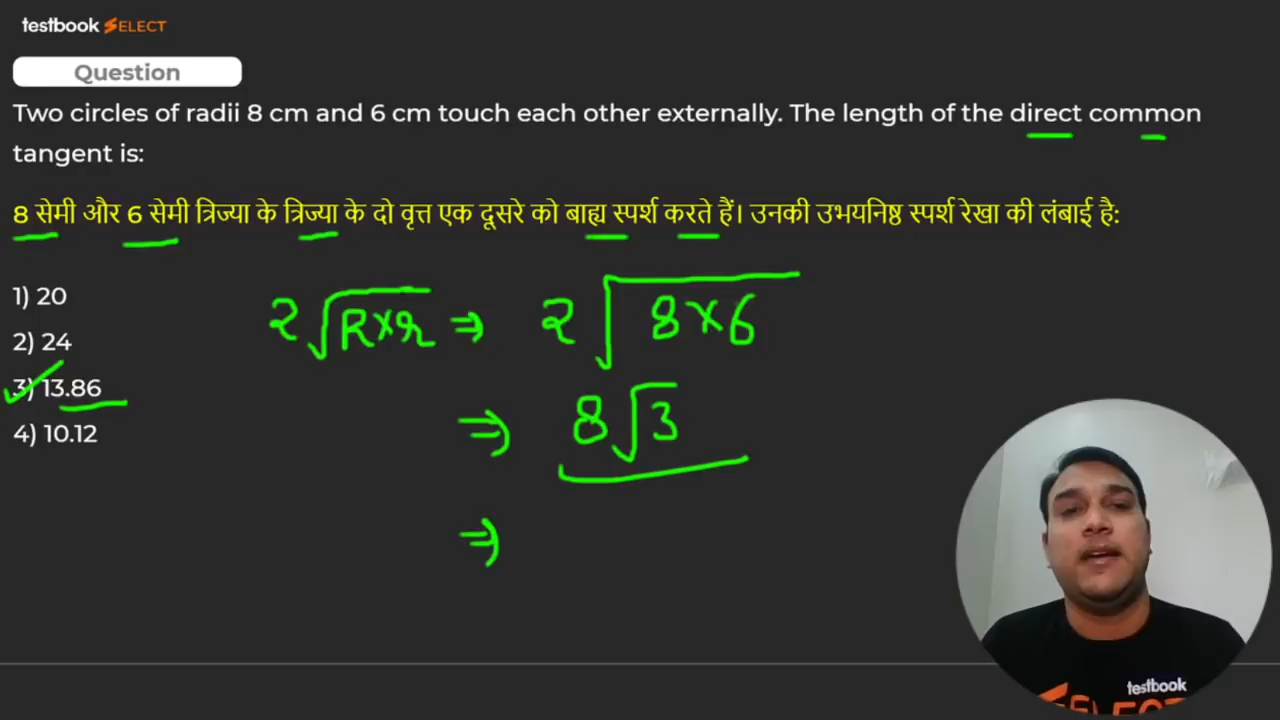 testbook SELECT
Question
Two circles of radii 8 cm and 6 cm touch each other externally. The length of the direct common
tangent is:
8 सेमी और 6 सेमी त्रिज्या के त्रिज्या के दो वृत्त एक दूसरे को बाह्य स्पर्श करते हैं। उनकी उभयनिष्ठ स्पर्श रेखा की लंबाई है:
1) 20
2) 24
3) 13.86
4) 10.12
2 √R×r ⇒ 2 √8×6
⇒ 8√3
⇒
testbook
SELECT